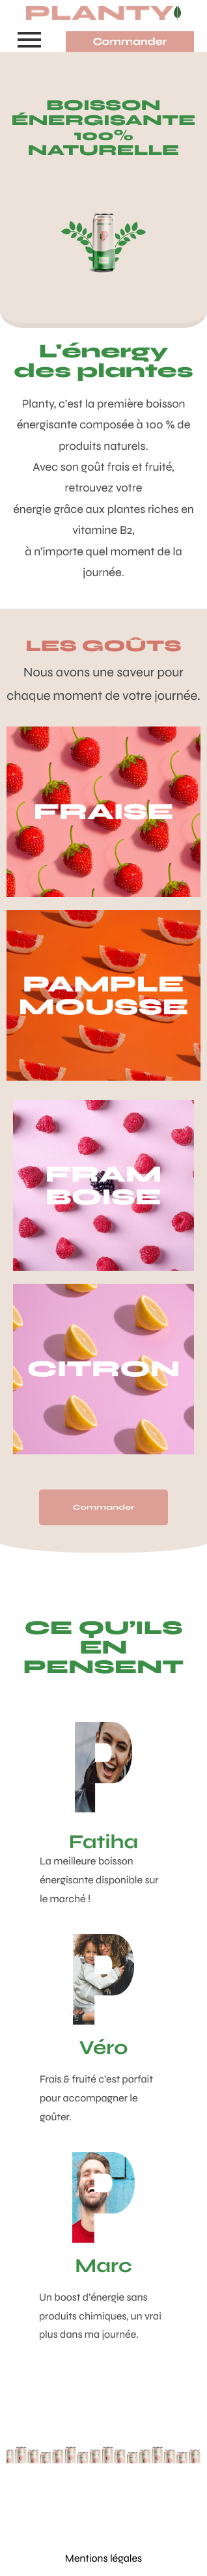 PLANTY
Commander
BOISSON
ÉNERGISANTE
100%
NATURELLE
L'énergy
des plantes
Planty, c'est la première boisson
énergisante composée à 100 % de
produits naturels.
Avec son goût frais et fruité,
retrouvez votre
énergie grâce aux plantes riches en
vitamine B2,
à n'importe quel moment de la
journée.
LES GOÛTS
Nous avons une saveur pour
chaque moment de votre journée.
FRAISE
PAMPLE
MOUSSE
FRAM
BOISE
CITRON
Commander
CE QU'ILS
EN
PENSENT
Fatiha
La meilleure boisson
énergisante disponible sur
le marché !
Véro
Frais & fruité c'est parfait
pour accompagner le
goûter.
Marc
Un boost d'énergie sans
produits chimiques, un vrai
plus dans ma journée.
Mentions légales